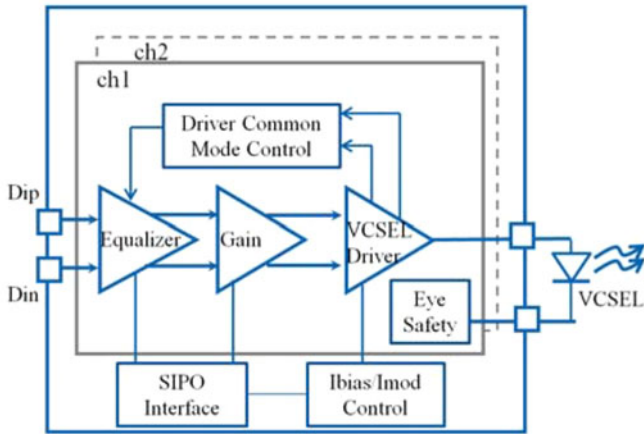 ch2
ch1
Driver Common
Mode Control
Dip
Equalizer
Gain
VCSEL
Driver
Din
Eye
Safety
VCSEL
SIPO
Interface
Ibias/Imod
Control